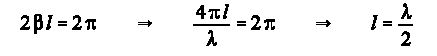 2βl = 2π ⇒ 4πl/λ = 2π ⇒ l = λ/2